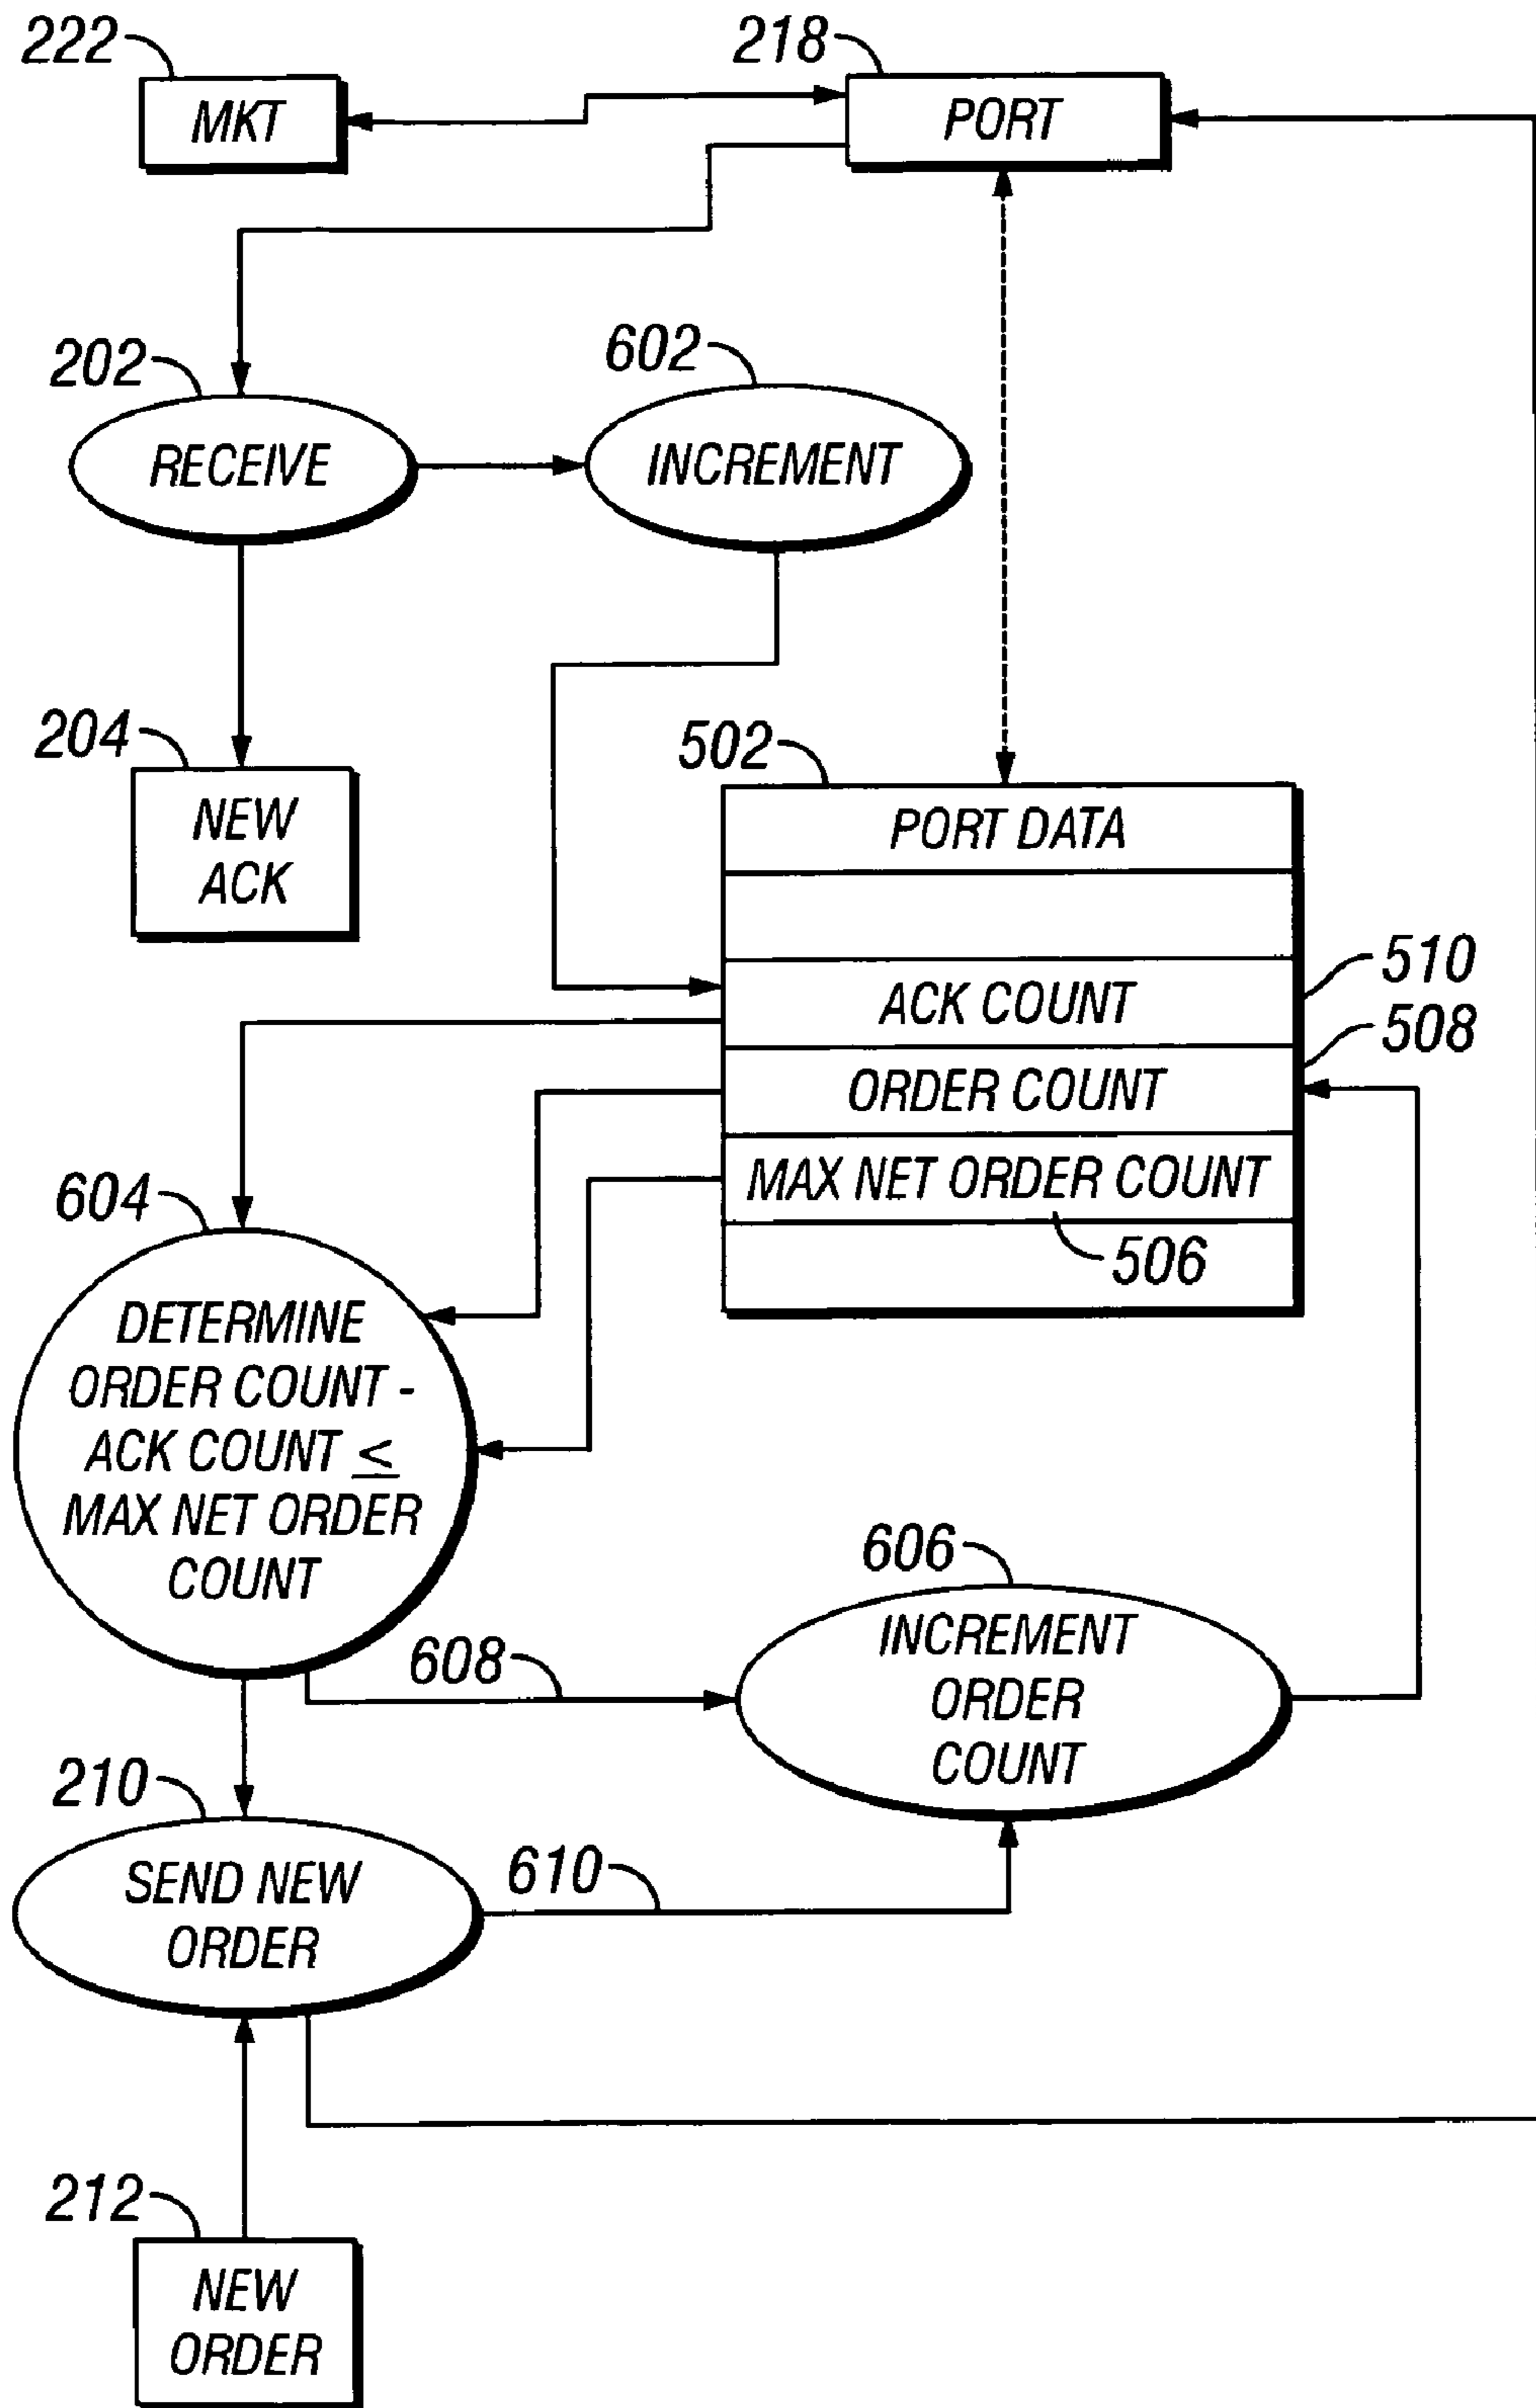 222
218
MKT
PORT
202
602
RECEIVE
INCREMENT
204
502
NEW
ACK
PORT DATA
510
ACK COUNT
508
ORDER COUNT
MAX NET ORDER COUNT
506
604
DETERMINE
ORDER COUNT -
ACK COUNT ≤
MAX NET ORDER
COUNT
606
608
INCREMENT
ORDER
COUNT
210
610
SEND NEW
ORDER
212
NEW
ORDER